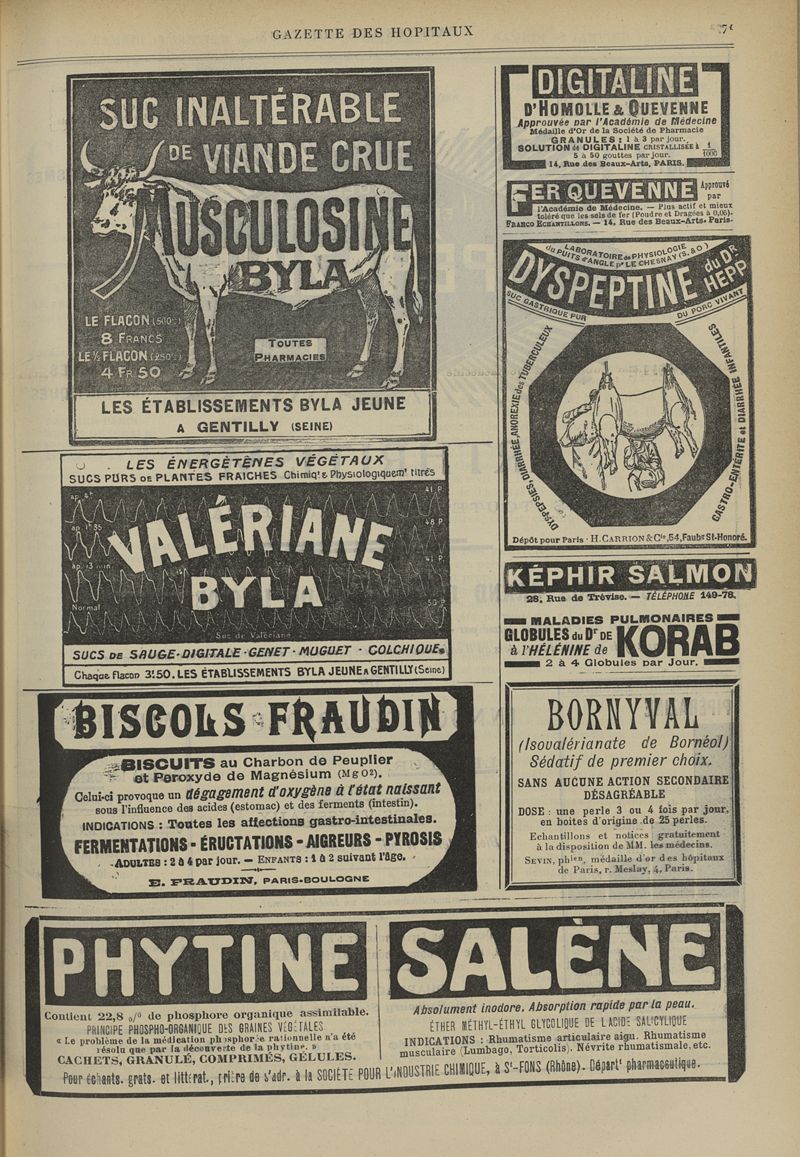 GAZETTE DES HOPITAUX
SUC INALTÉRABLE
DE VIANDE CRUE
MUSCULOSINE
BYLA
LE FLACON (500gr)
8 FRANCS
LE ½ FLACON (250gr)
4 FR 50
TOUTES
PHARMACIES
LES ÉTABLISSEMENTS BYLA JEUNE
A GENTILLY (SEINE)
LES ÉNERGÉTÈNES VÉGÉTAUX
SUCS PURS DE PLANTES FRAICHES Chimiqt & Physiologiquemt titrés
41 P.
ap. 1h 35
48 P.
VALÉRIANE
41 P.
ap. 13 min
BYLA
Normal
Suc de Valériane
SUCS DE SAUGE-DIGITALE-GENET-MUGUET-COLCHIQUE
Chaque flacon 3f.50. LES ÉTABLISSEMENTS BYLA JEUNE A GENTILLY (Seine)
BISCOLS FRAUDIN
BISCUITS au Charbon de Peuplier
et Peroxyde de Magnésium (MgO2).
Celui-ci provoque un dégagement d'oxygène à l'état naissant
sous l'influence des acides (estomac) et des ferments (intestin).
INDICATIONS : Toutes les affections gastro-intestinales.
FERMENTATIONS - ÉRUCTATIONS - AIGREURS - PYROSIS
ADULTES : 2 à 4 par jour. — ENFANTS : 1 à 2 suivant l'âge.
E. FRAUDIN, PARIS-BOULOGNE
DIGITALINE
D'HOMOLLE & QUEVENNE
Approuvée par l'Académie de Médecine
Médaille d'Or de la Société de Pharmacie
GRANULES : 1 à 3 par jour.
SOLUTION de DIGITALINE CRISTALLISÉE à 1/1000
5 à 50 gouttes par jour.
14, Rue des Beaux-Arts, PARIS.
FER QUEVENNE Approuvé
par
l'Académie de Médecine. — Plus actif et mieux
toléré que les sels de fer (Poudre et Dragées à 0,05).
FRANCO ECHANTILLONS. — 14, Rue des Beaux-Arts. Paris.
LABORATOIRE de PHYSIOLOGIE
du PUITS d'ANGLE pr LE CHESNAY (S.&O)
DYSPEPTINE du DR HEPP
SUC GASTRIQUE PUR
DU PORC VIVANT
DYSPEPSIES, DIARRHÉE, ANOREXIE des TUBERCULEUX
GASTRO-ENTÉRITE et DIARRHÉE INFANTILES
Dépôt pour Paris · H. CARRION & Cie, 54, Faubg St-Honoré.
KÉPHIR SALMON
28, Rue de Trévise. — TÉLÉPHONE 149-78.
MALADIES PULMONAIRES
GLOBULES du Dr DE KORAB
à l'HÉLÉNINE de
2 à 4 Globules par Jour.
BORNYVAL
(Isovalérianate de Bornéol)
Sédatif de premier choix.
SANS AUCUNE ACTION SECONDAIRE
DÉSAGRÉABLE
DOSE : une perle 3 ou 4 fois par jour,
en boites d'origine de 25 perles.
Echantillons et notices gratuitement
à la disposition de MM. les médecins.
SEVIN, phien, médaille d'or des hôpitaux
de Paris, r. Meslay, 4, Paris.
PHYTINE
Contient 22,8 o/o de phosphore organique assimilable.
PRINCIPE PHOSPHO-ORGANIQUE DES GRAINES VÉGÉTALES
« Le problème de la médication phosphorée rationnelle n'a été
résolu que par la découverte de la phytine. »
CACHETS, GRANULÉ, COMPRIMÉS, GÉLULES.
SALÈNE
Absolument inodore. Absorption rapide par la peau.
ÉTHER MÉTHYL-ÉTHYL GLYCOLIQUE DE L'ACIDE SALICYLIQUE
INDICATIONS : Rhumatisme articulaire aigu. Rhumatisme
musculaire (Lumbago, Torticolis). Névrite rhumatismale, etc.
Pour échants. grats. et littérat., prière de s'adr. à la SOCIÉTÉ POUR L'INDUSTRIE CHIMIQUE, à St-FONS (Rhône). Départt pharmaceutique.